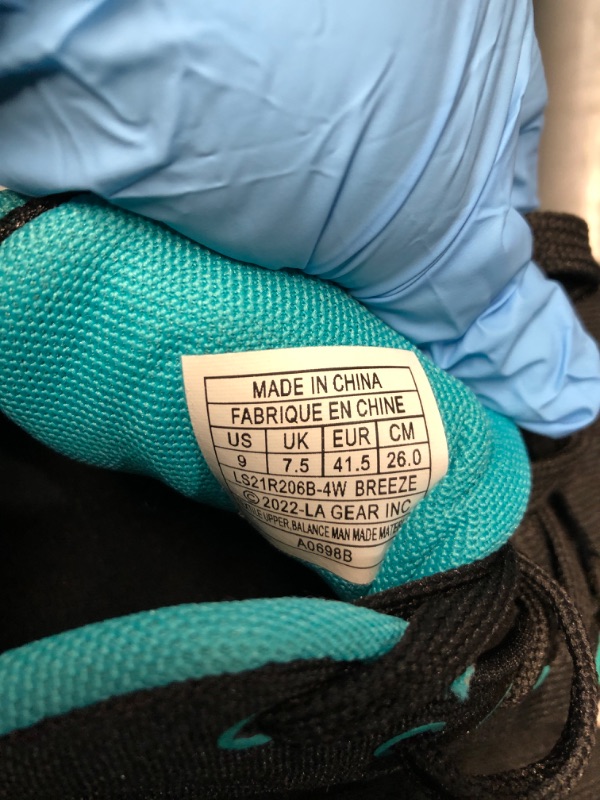 MADE IN CHINA
FABRIQUE EN CHINE
US UK EUR CM
9 7.5 41.5 26.0
LS21R206B-4W BREEZE
©2022-LA GEAR INC
UPPER, BALANCE MAN MADE
A0698B